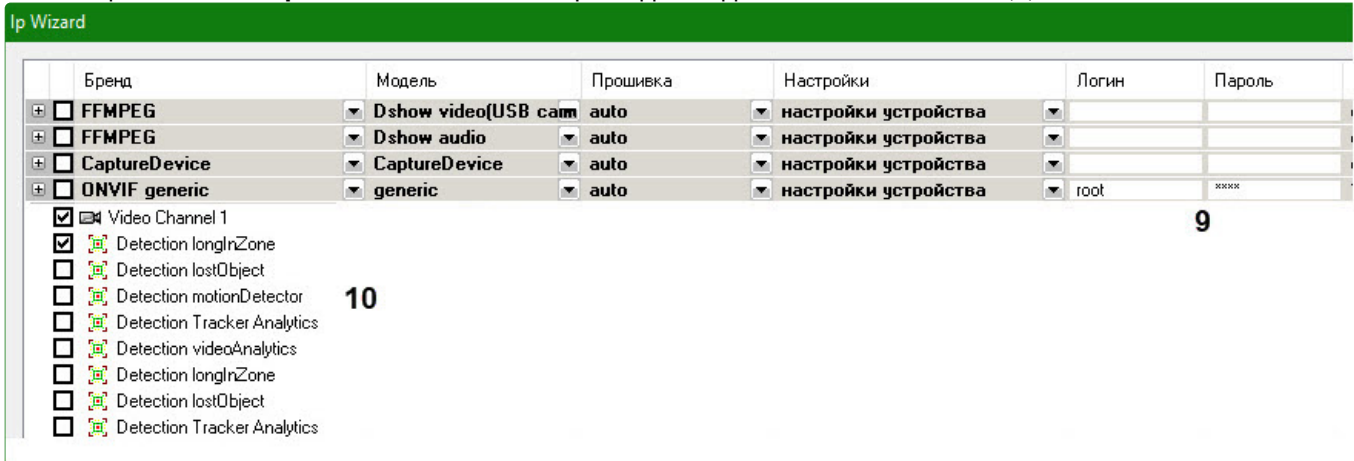 Ip Wizard
Бренд Модель Прошивка Настройки Логин Пароль
FFMPEG Dshow video(USB cam auto настройки устройства
FFMPEG Dshow audio auto настройки устройства
CaptureDevice CaptureDevice auto настройки устройства
ONVIF generic generic auto настройки устройства root ****
Video Channel 1
9
Detection longInZone
Detection lostObject
Detection motionDetector
10
Detection Tracker Analytics
Detection videoAnalytics
Detection longInZone
Detection lostObject
Detection Tracker Analytics